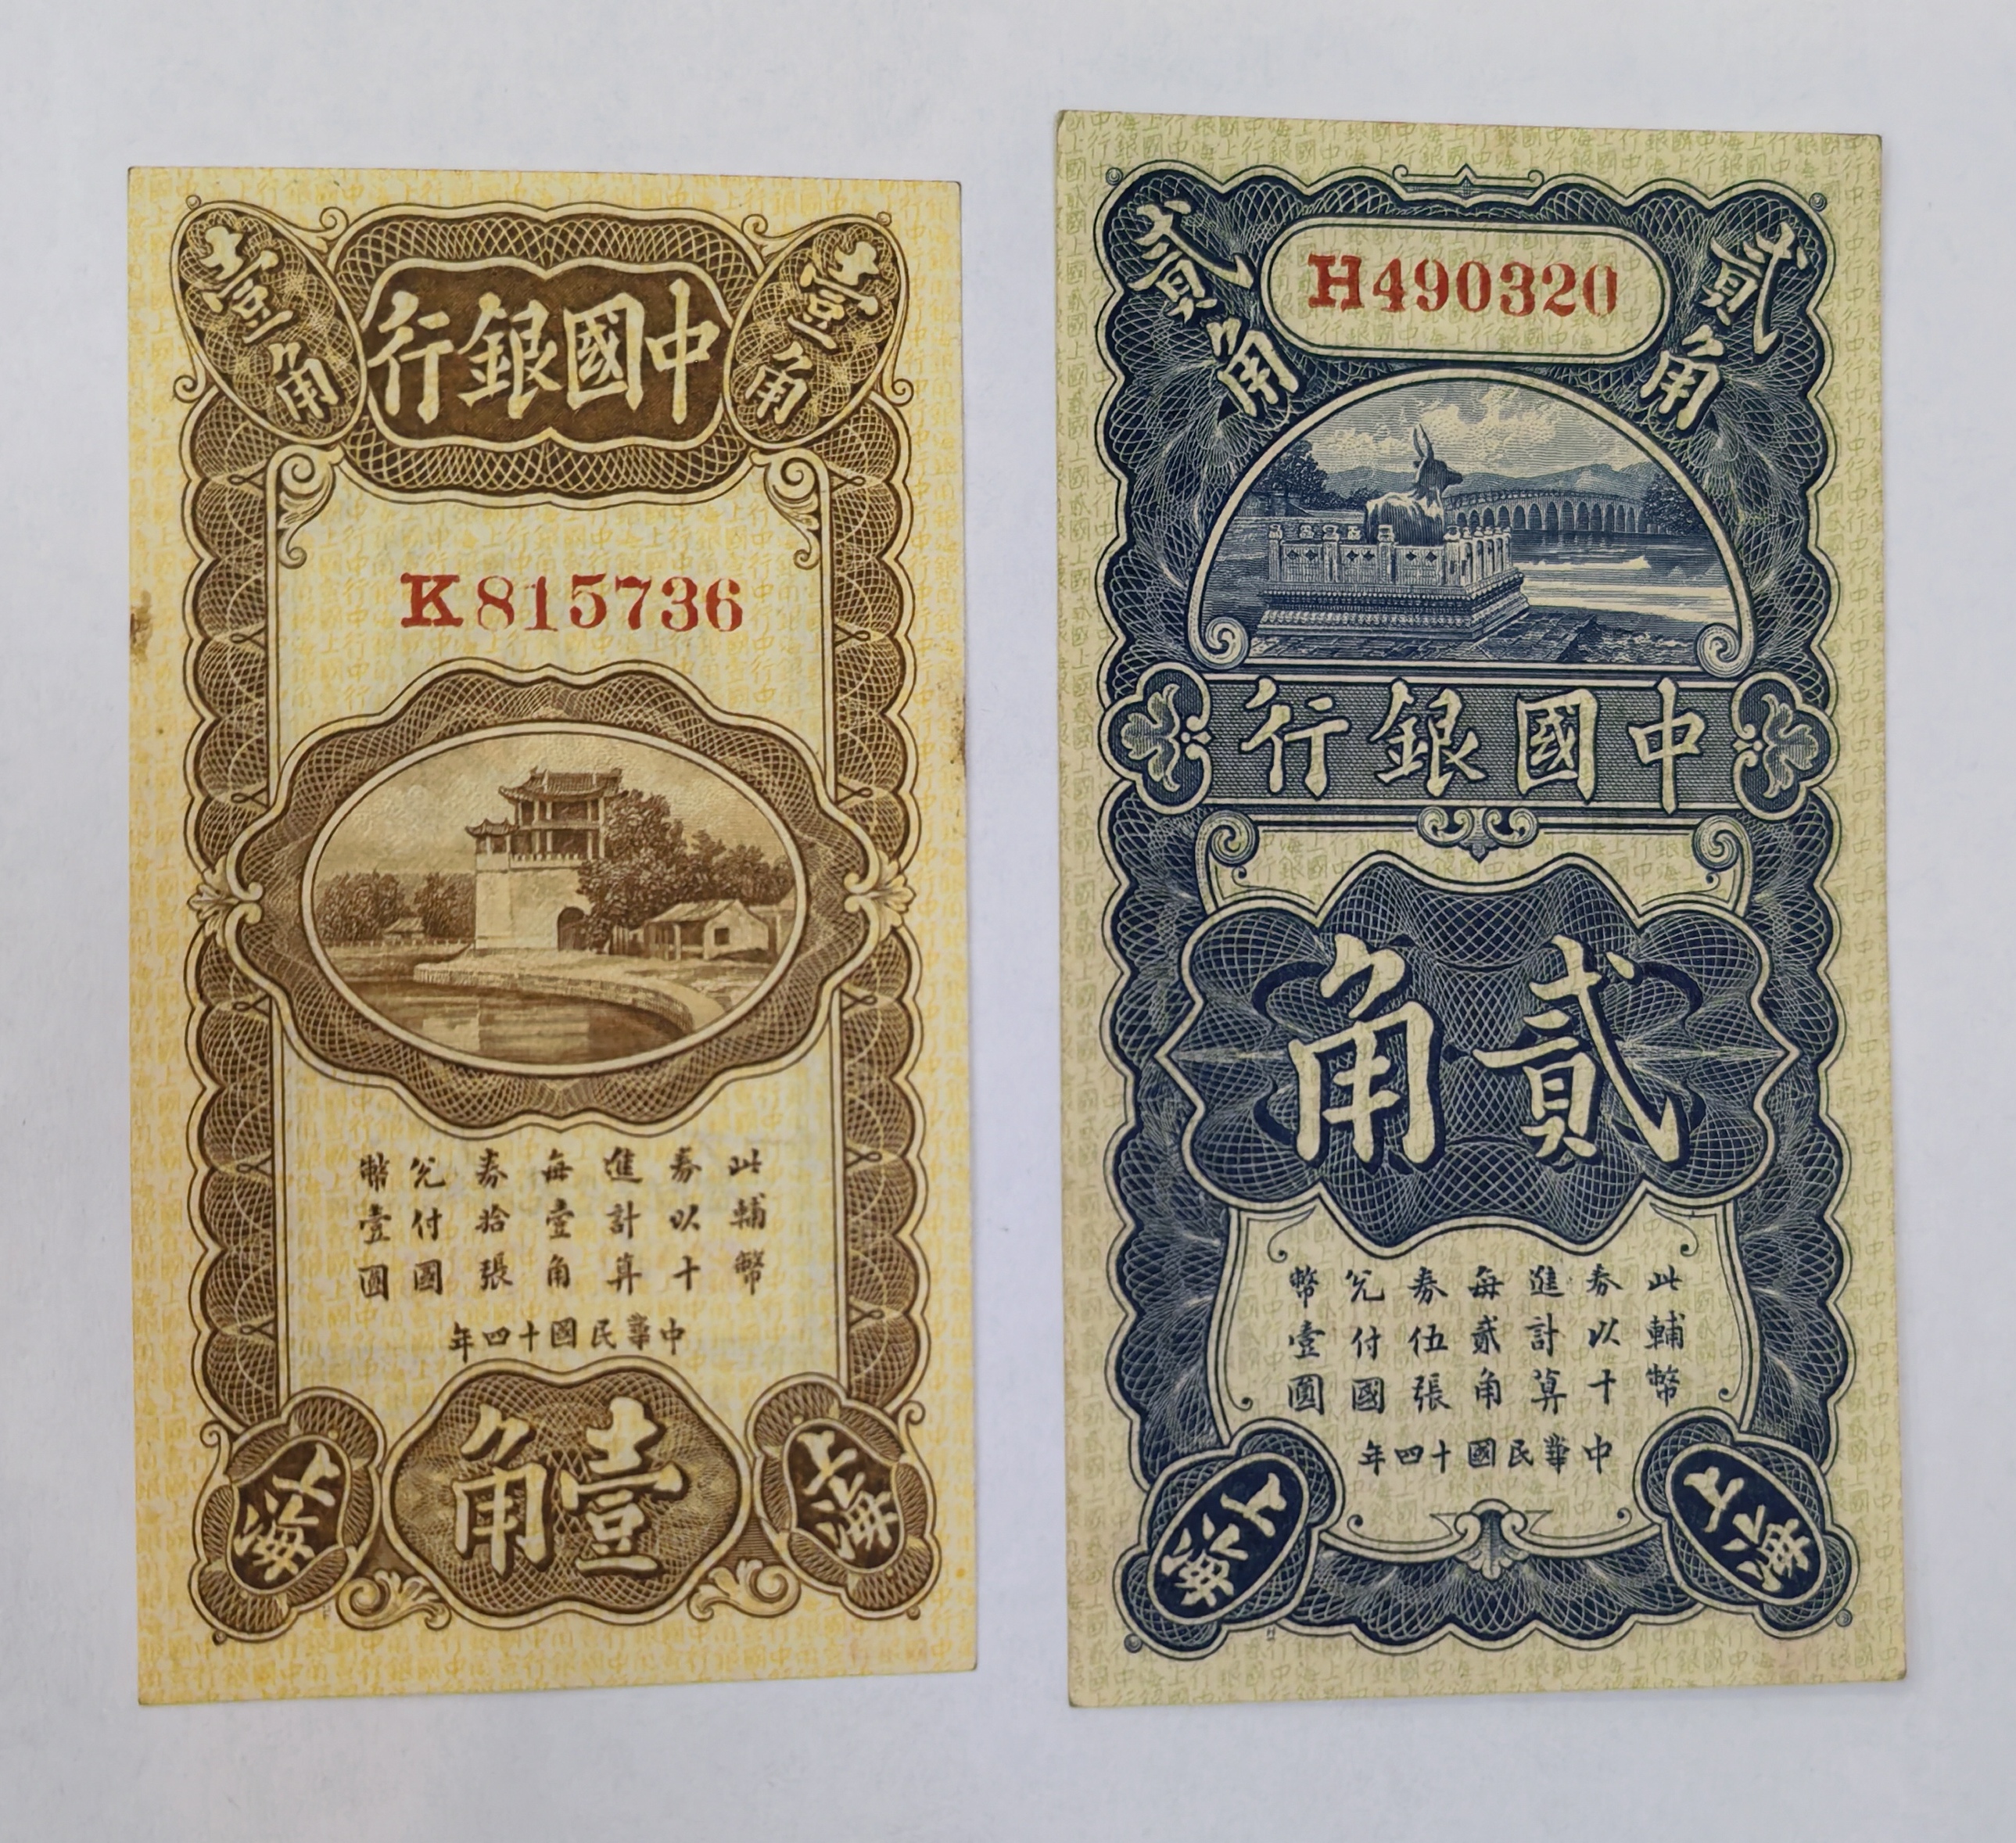 壹角
壹角
中國銀行
K815736
此輔幣
券以十
進計算
每壹角
券拾張
兌付國
幣壹圓
中華民國十四年
上海
壹角
上海
貳角
H490320
貳角
中國銀行
貳角
此輔幣
券以十
進計算
每貳角
券伍張
兌付國
幣壹圓
中華民國十四年
上海
上海